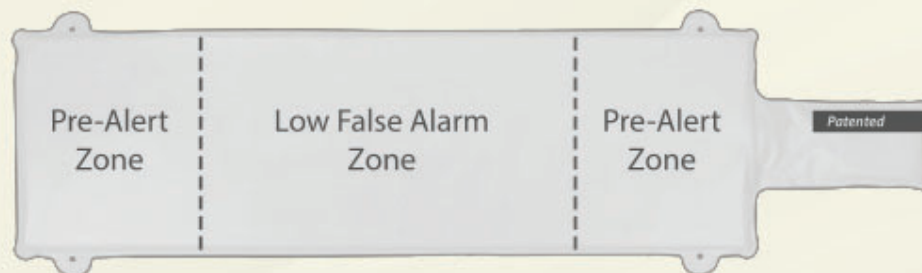 Pre-Alert
Zone
Low False Alarm
Zone
Pre-Alert
Zone
Patented